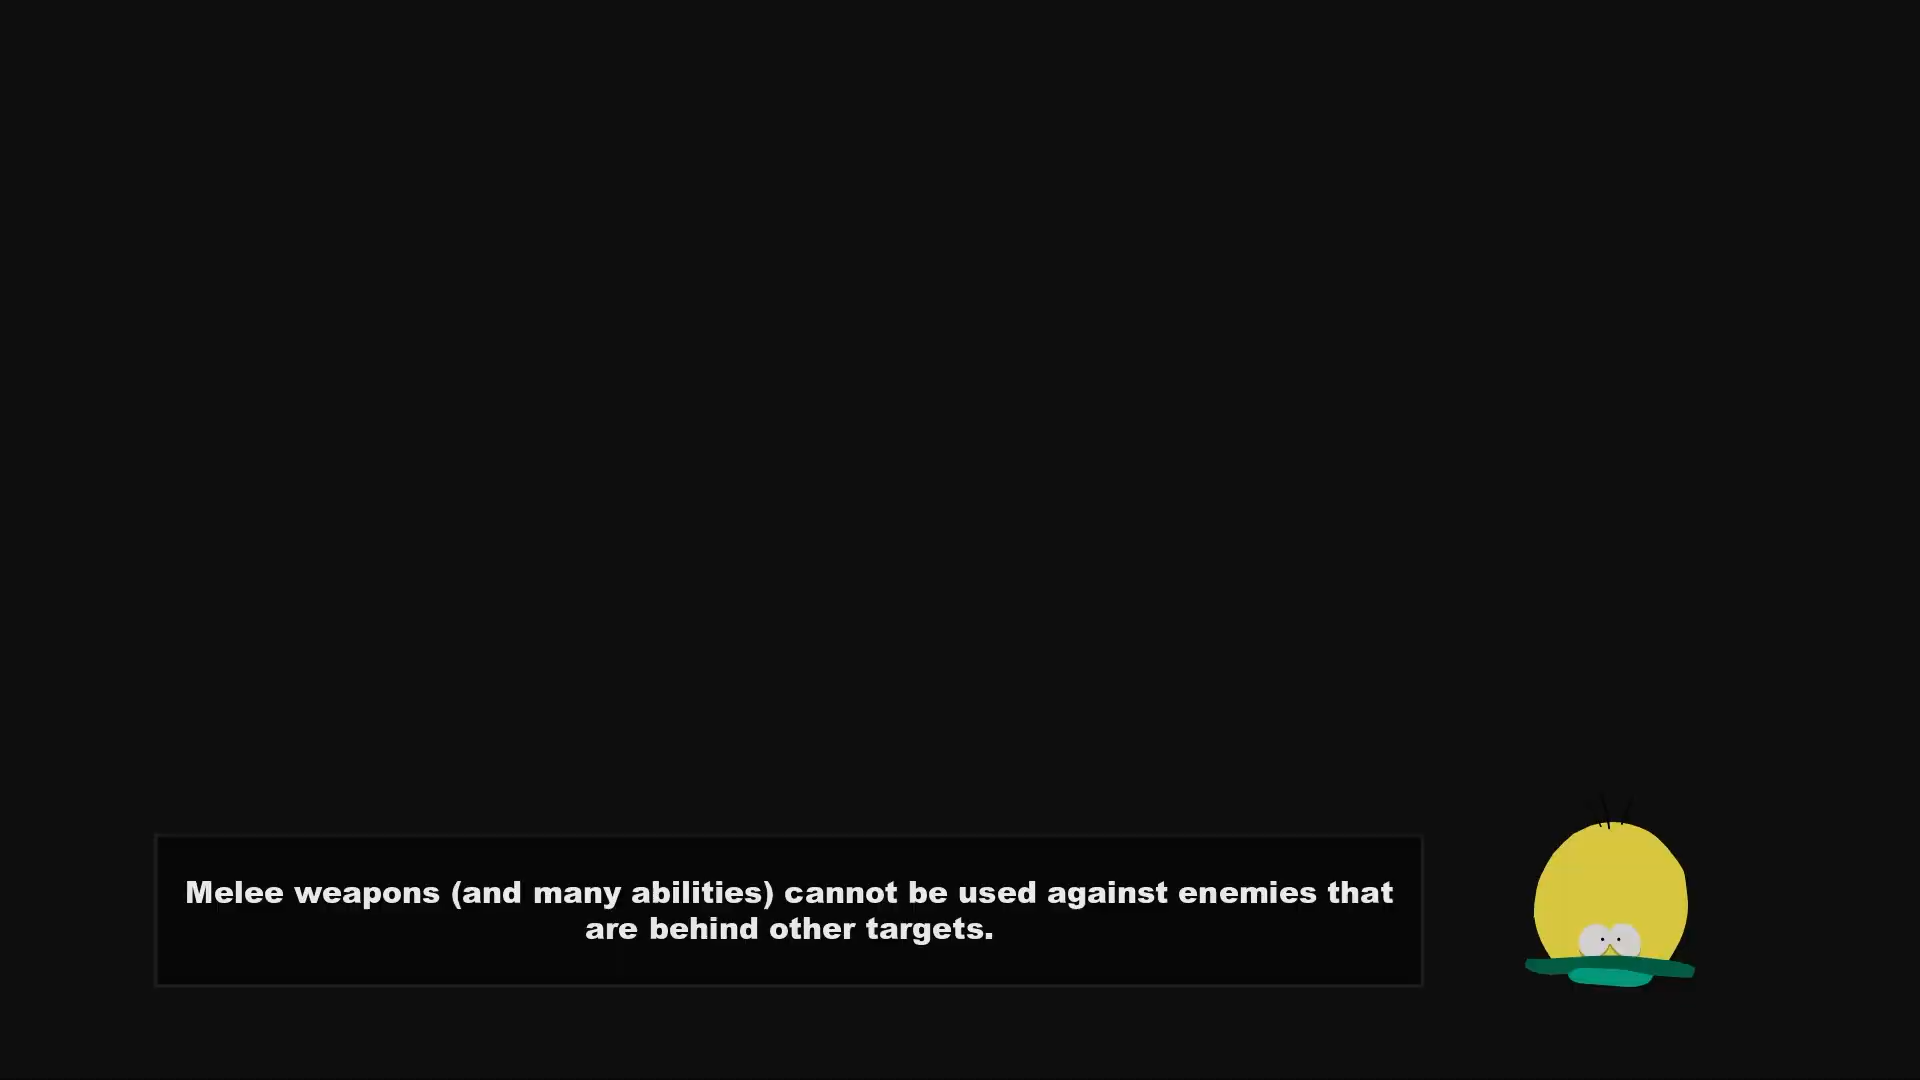 Melee weapons (and many abilities) cannot be used against enemies that
are behind other targets.